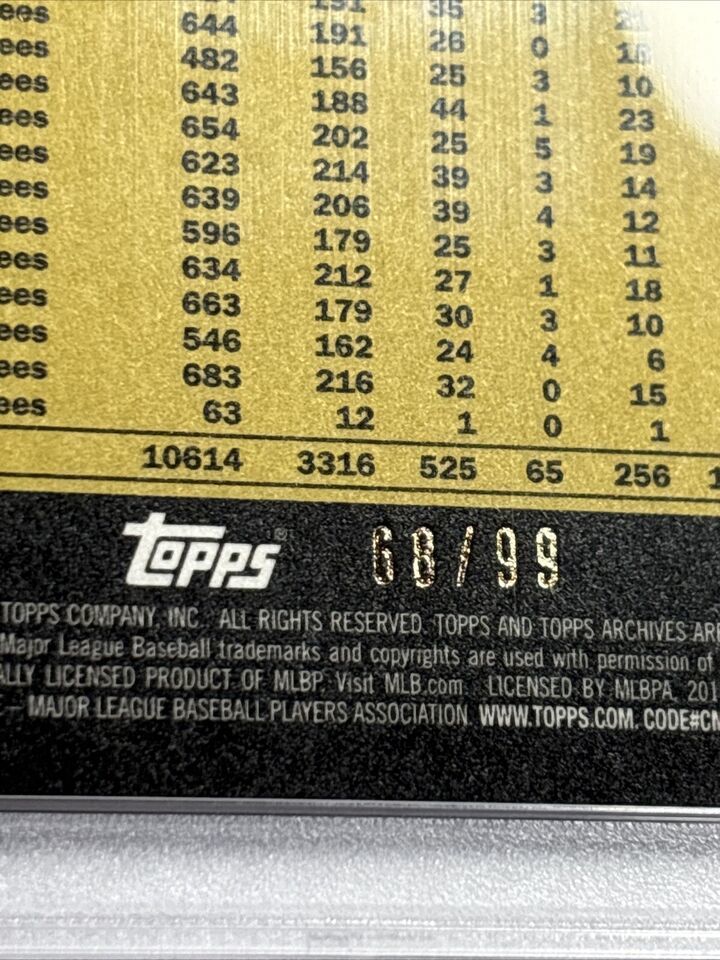 191 35 3 21
ees 644 191 26 0 15
ees 482 156 25 3 10
ees 643 188 44 1 23
ees 654 202 25 5 19
ees 623 214 39 3 14
ees 639 206 39 4 12
ees 596 179 25 3 11
ees 634 212 27 1 18
ees 663 179 30 3 10
ees 546 162 24 4 6
ees 683 216 32 0 15
ees 63 12 1 0 1
10614 3316 525 65 256 1
Topps® 68/99
TOPPS COMPANY, INC. ALL RIGHTS RESERVED. TOPPS AND TOPPS ARCHIVES ARE
Major League Baseball trademarks and copyrights are used with permission of
ALLY LICENSED PRODUCT OF MLBP. Visit MLB.com. LICENSED BY MLBPA. 201
– MAJOR LEAGUE BASEBALL PLAYERS ASSOCIATION. WWW.TOPPS.COM. CODE#CM